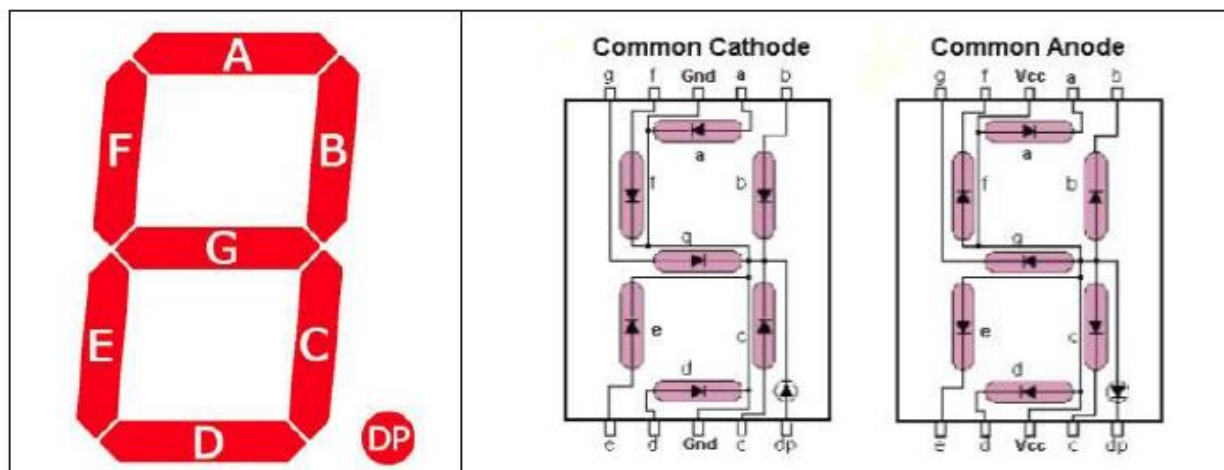 A
F
B
G
E
C
D
DP
Common Cathode
g f Gnd a b
a
f
b
g
e
c
d
e d Gnd c dp
Common Anode
g f Vcc a b
a
f
b
g
e
c
d
e d Vcc c dp